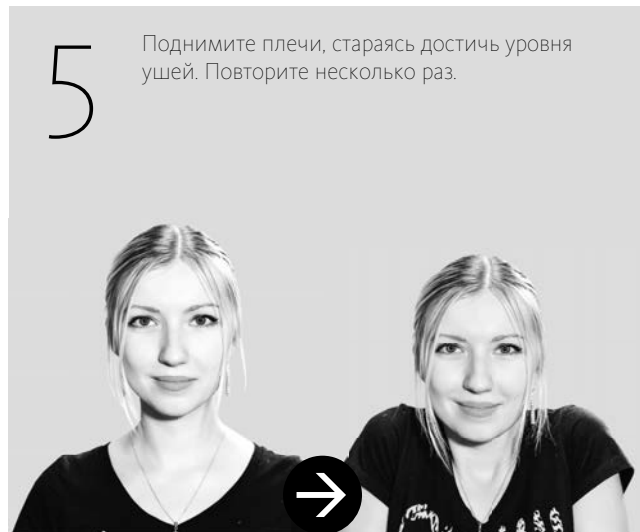 5
Поднимите плечи, стараясь достичь уровня
ушей. Повторите несколько раз.